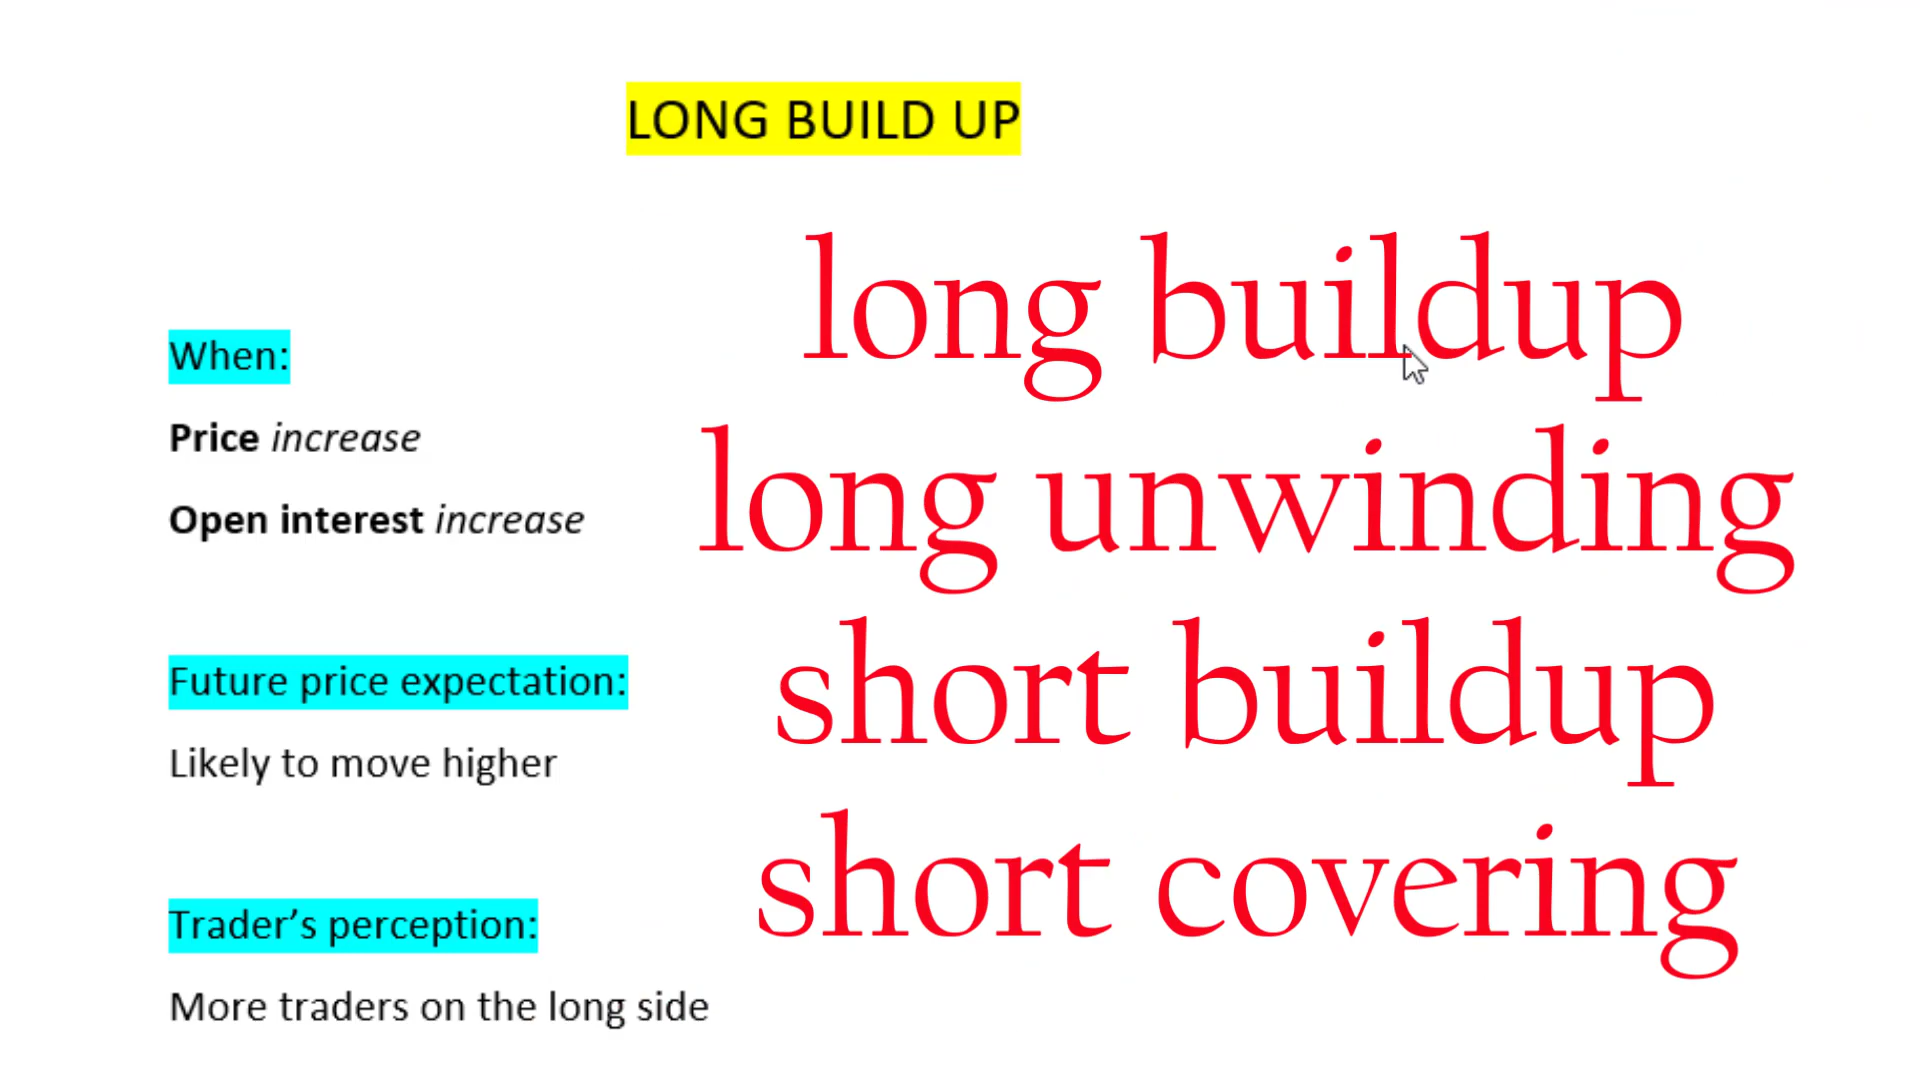 LONG BUILD UP
long buildup
When:
Price increase
long unwinding
Open interest increase
short buildup
Future price expectation:
Likely to move higher
short covering
Trader's perception:
More traders on the long side